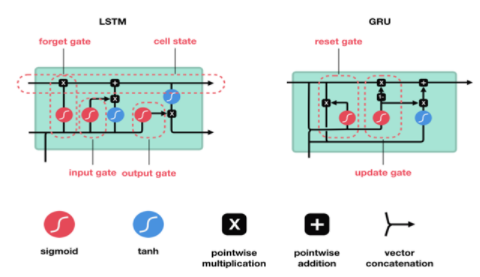 LSTM
GRU
forget gate
cell state
reset gate
input gate
output gate
update gate
sigmoid
tanh
pointwise
multiplication
pointwise
addition
vector
concatenation